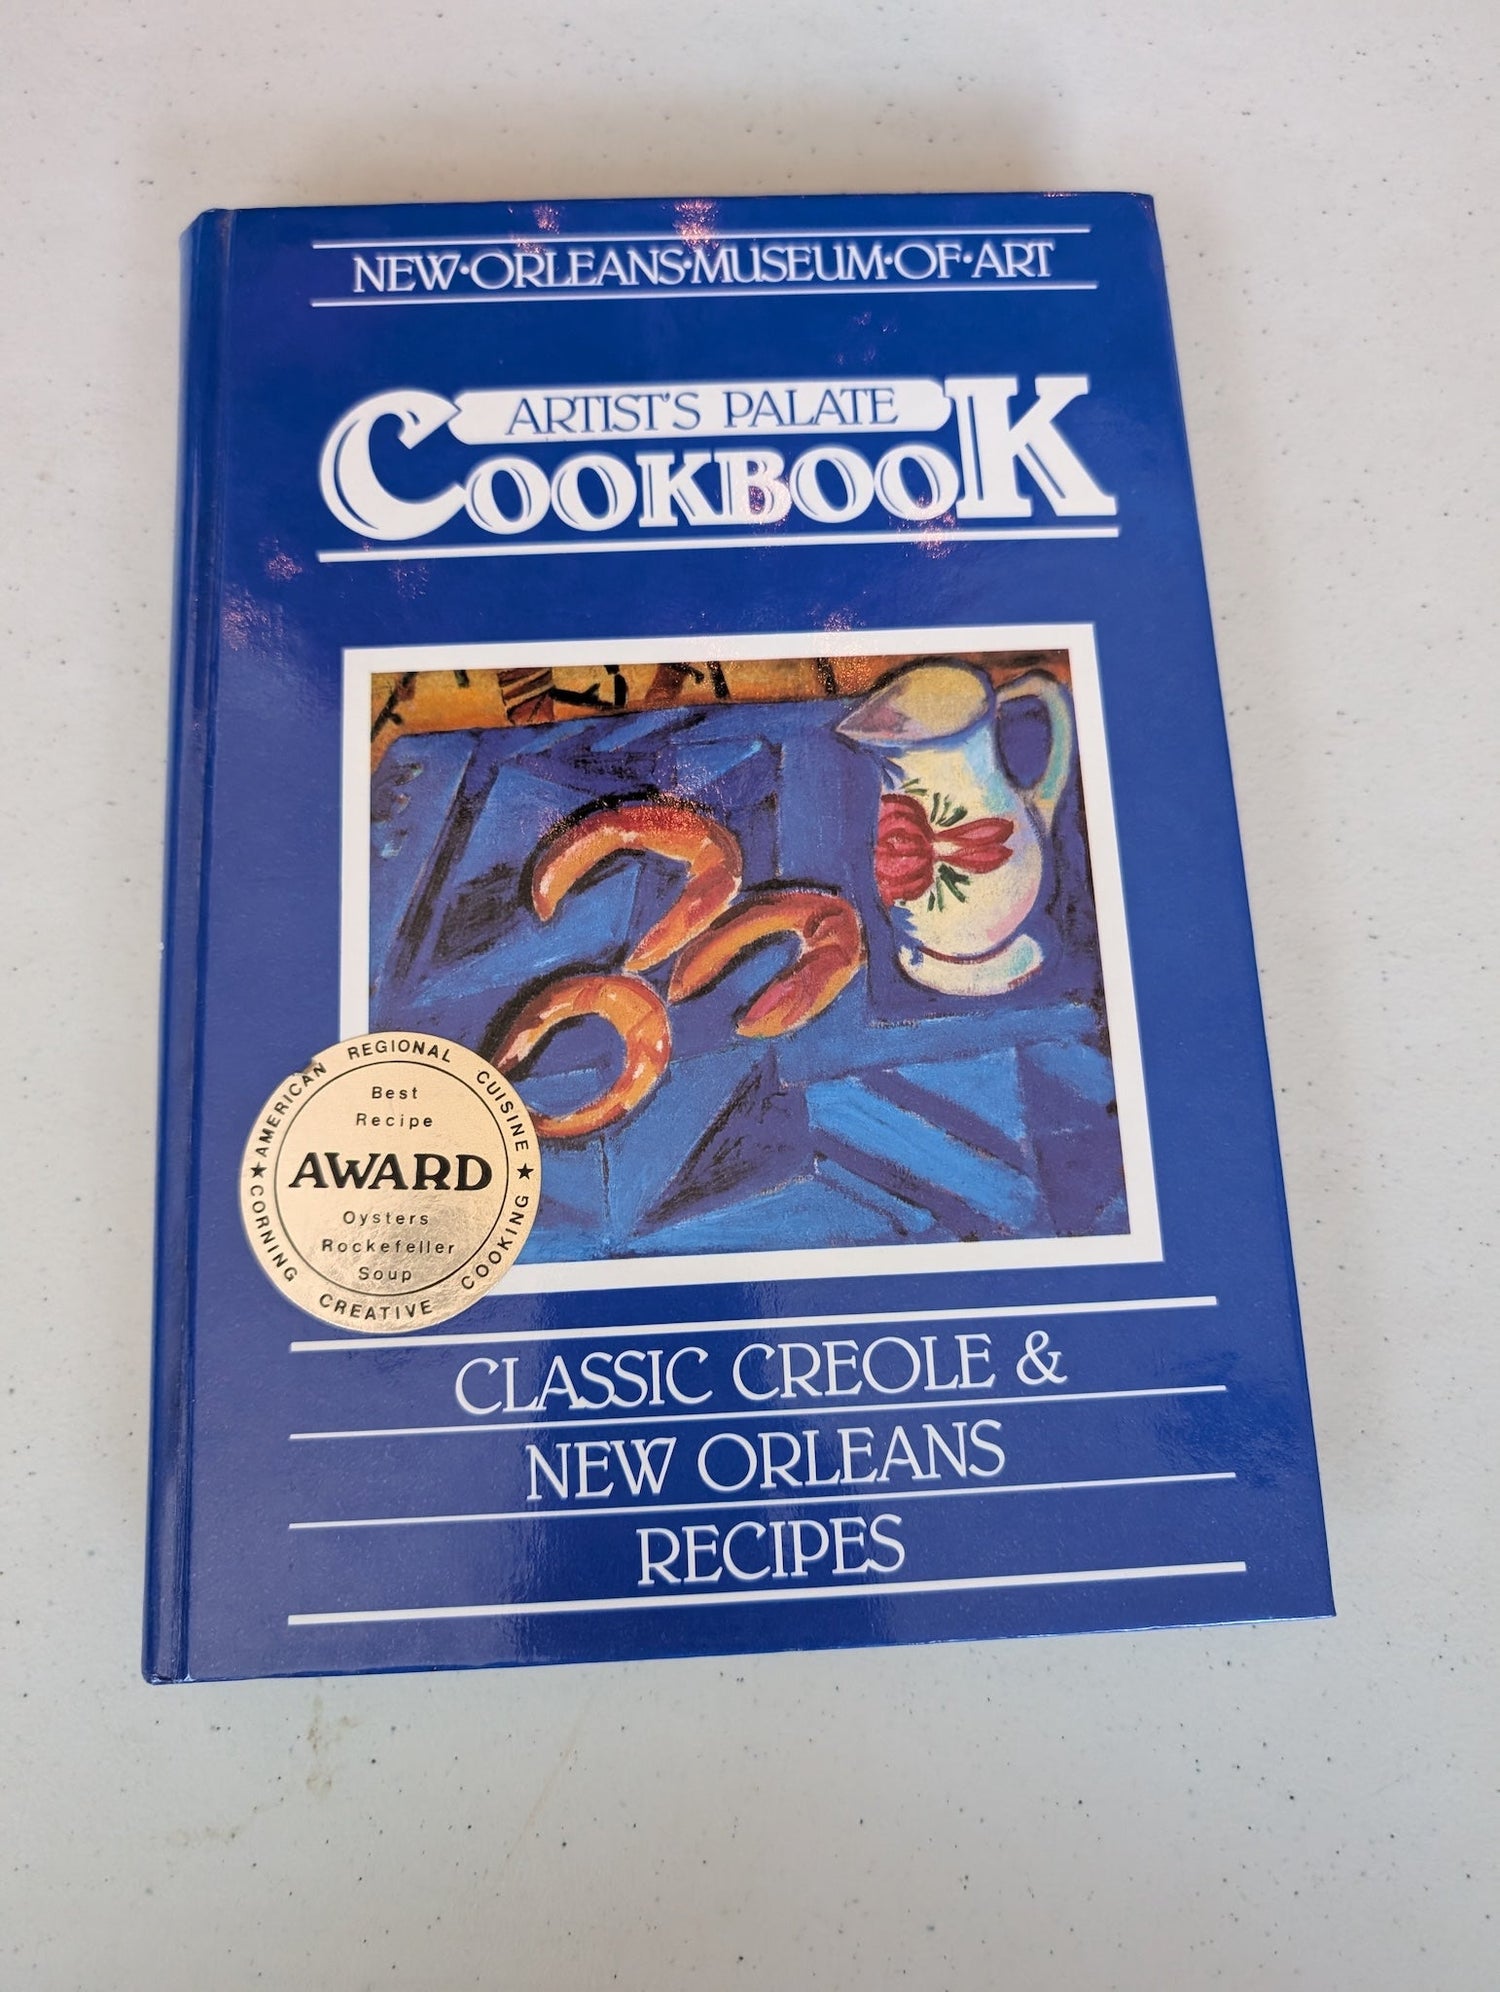 NEW·ORLEANS·MUSEUM·OF·ART
ARTIST'S PALATE
COOKBOOK
★ AMERICAN REGIONAL CUISINE ★
Best
Recipe
AWARD
Oysters
Rockefeller
Soup
CORNING CREATIVE COOKING
CLASSIC CREOLE &
NEW ORLEANS
RECIPES